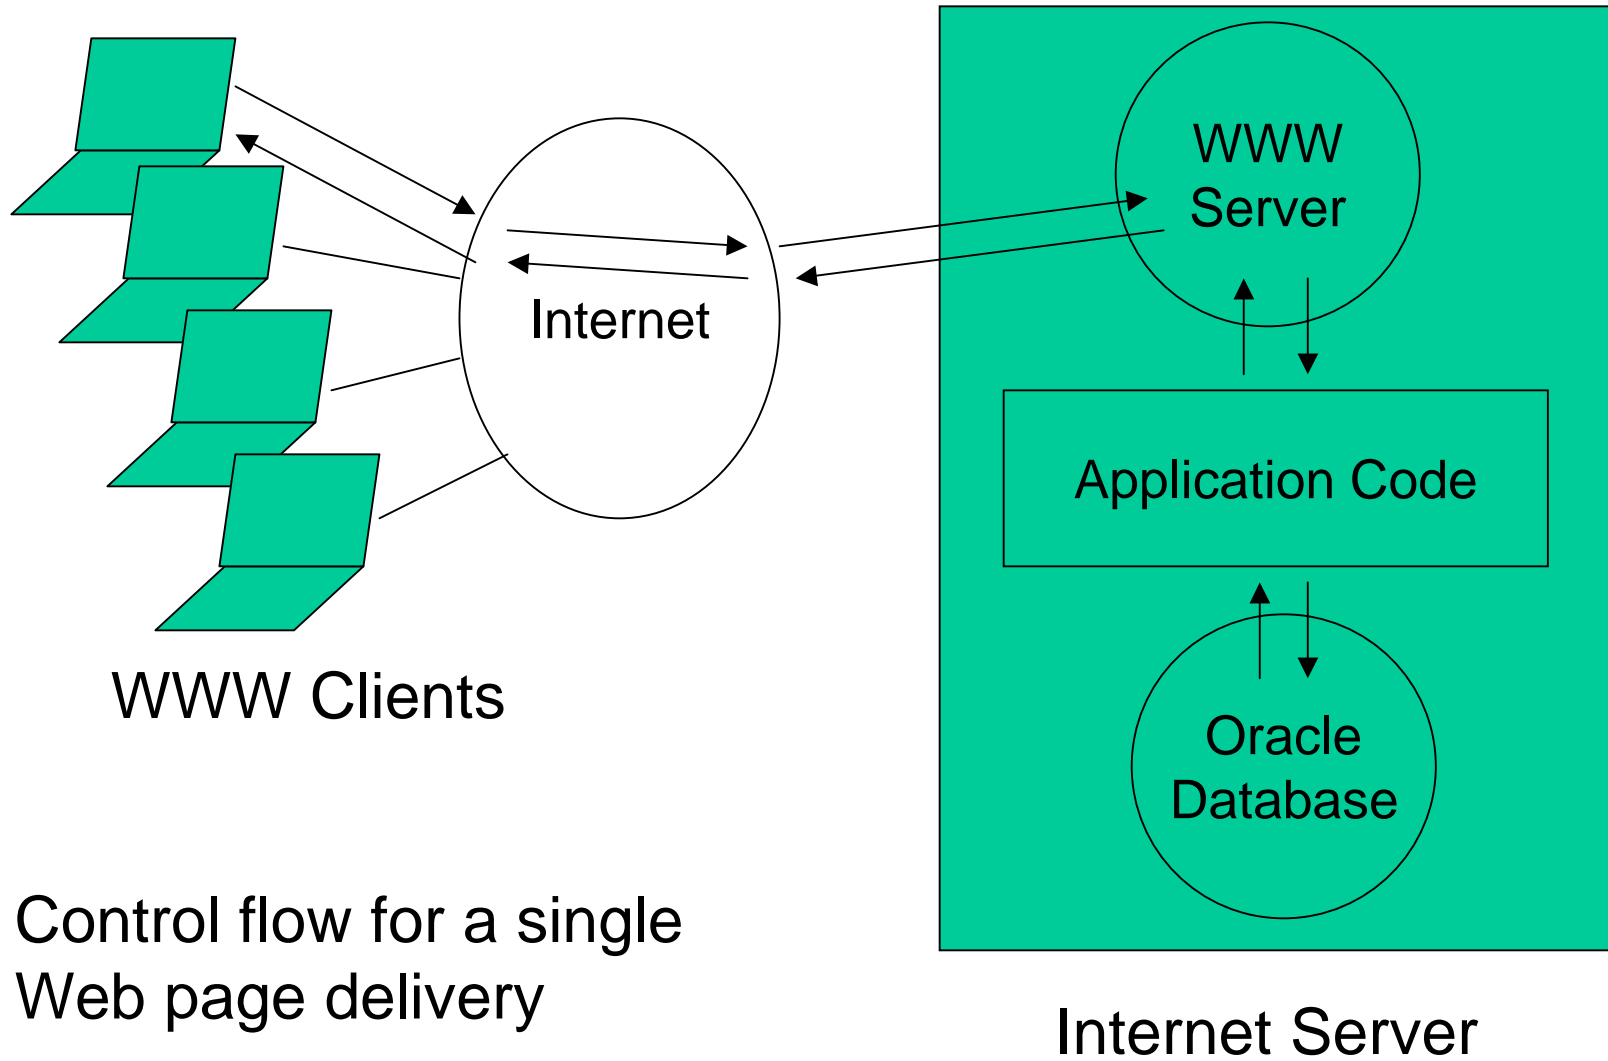 WWW
Server
Internet
Application Code
WWW Clients
Oracle
Database
Control flow for a single
Web page delivery
Internet Server